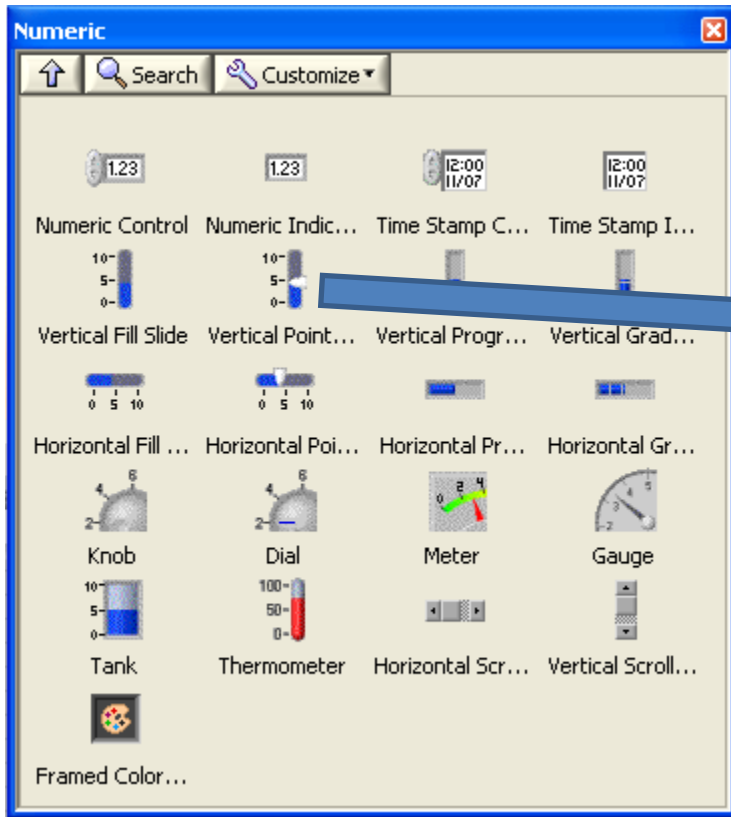 Numeric
Search Customize
1.23 1.23 12:00 11/07 12:00 11/07
Numeric Control Numeric Indic... Time Stamp C... Time Stamp I...
10 5 0 10 5 0
Vertical Fill Slide Vertical Point... Vertical Progr... Vertical Grad...
0 5 10 0 5 10
Horizontal Fill ... Horizontal Poi... Horizontal Pr... Horizontal Gr...
2 4 6 2 4 6 0 2 4 2 3 4 5
Knob Dial Meter Gauge
10 5 0 100 50 0
Tank Thermometer Horizontal Scr... Vertical Scroll...
Framed Color...